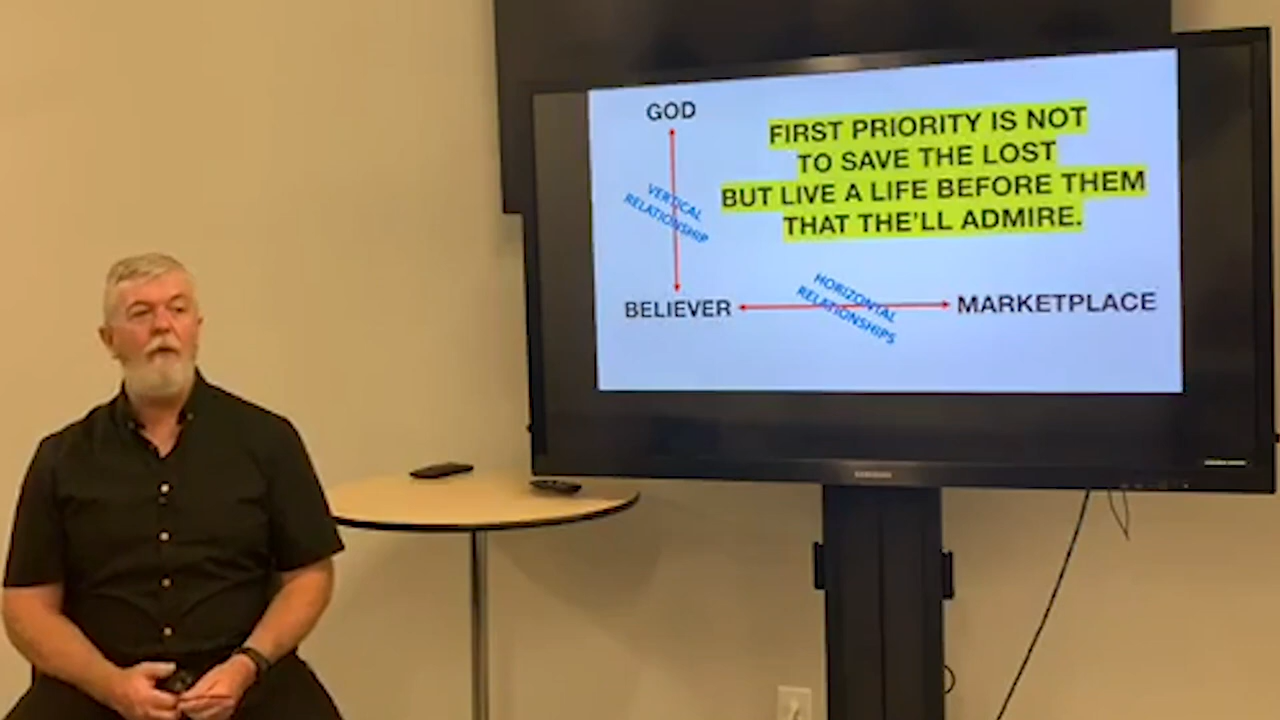 GOD
FIRST PRIORITY IS NOT
TO SAVE THE LOST
BUT LIVE A LIFE BEFORE THEM
THAT THE'LL ADMIRE.
VERTICAL
RELATIONSHIP
HORIZONTAL
RELATIONSHIPS
BELIEVER
MARKETPLACE
SAMSUNG